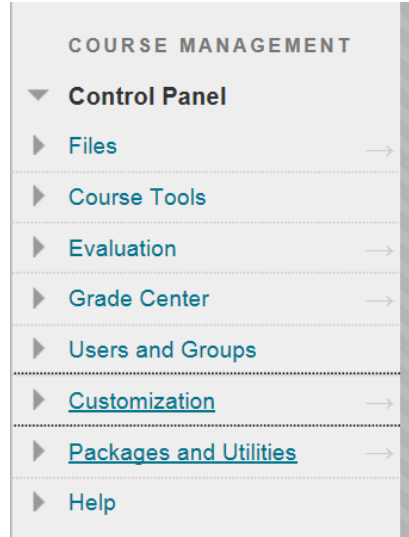 COURSE MANAGEMENT
Control Panel
Files
Course Tools
Evaluation
Grade Center
Users and Groups
Customization
Packages and Utilities
Help